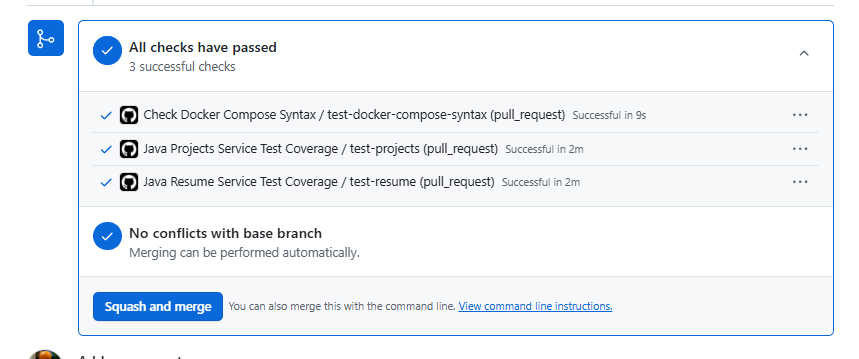 All checks have passed
3 successful checks
Check Docker Compose Syntax / test-docker-compose-syntax (pull_request) Successful in 9s
Java Projects Service Test Coverage / test-projects (pull_request) Successful in 2m
Java Resume Service Test Coverage / test-resume (pull_request) Successful in 2m
No conflicts with base branch
Merging can be performed automatically.
Squash and merge You can also merge this with the command line. View command line instructions.